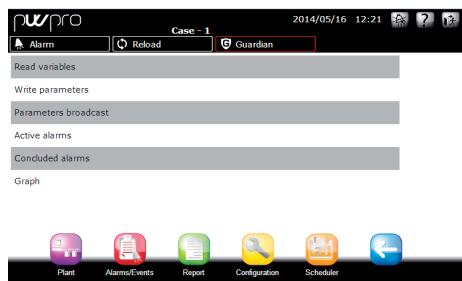 pwpro
Case - 1
2014/05/16 12:21
?
Alarm Reload G Guardian
Read variables
Write parameters
Parameters broadcast
Active alarms
Concluded alarms
Graph
Plant Alarms/Events Report Configuration Scheduler